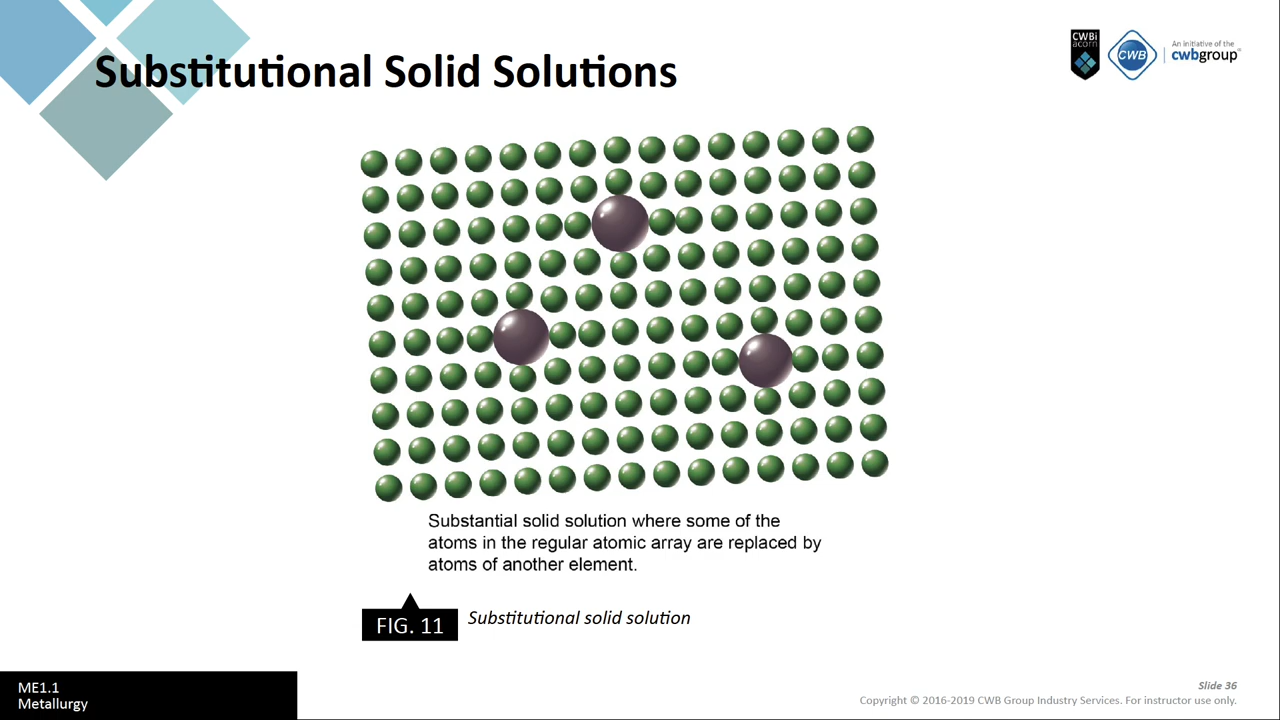 Substitutional Solid Solutions
CWBi
acorn
CWB
An initiative of the
cwbgroup
Substantial solid solution where some of the
atoms in the regular atomic array are replaced by
atoms of another element.
FIG. 11
Substitutional solid solution
ME1.1
Metallurgy
Slide 36
Copyright © 2016-2019 CWB Group Industry Services. For instructor use only.